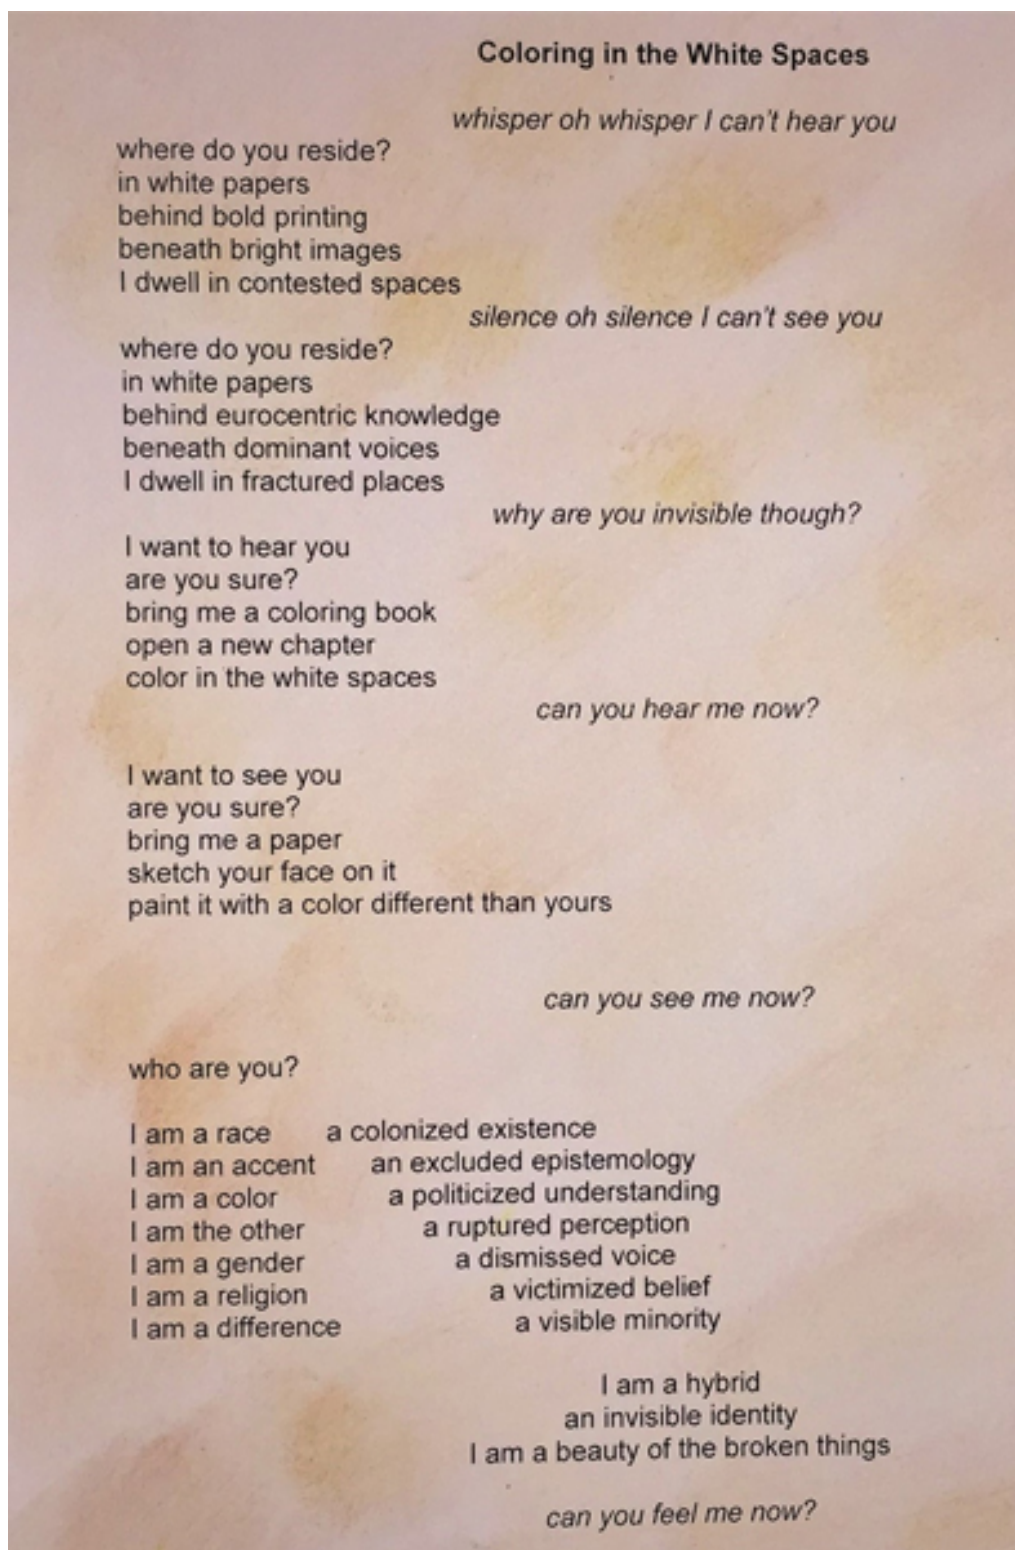 Coloring in the White Spaces
whisper oh whisper I can't hear you
where do you reside?
in white papers
behind bold printing
beneath bright images
I dwell in contested spaces
silence oh silence I can't see you
where do you reside?
in white papers
behind eurocentric knowledge
beneath dominant voices
I dwell in fractured places
why are you invisible though?
I want to hear you
are you sure?
bring me a coloring book
open a new chapter
color in the white spaces
can you hear me now?
I want to see you
are you sure?
bring me a paper
sketch your face on it
paint it with a color different than yours
can you see me now?
who are you?
I am a race a colonized existence
I am an accent an excluded epistemology
I am a color a politicized understanding
I am the other a ruptured perception
I am a gender a dismissed voice
I am a religion a victimized belief
I am a difference a visible minority
I am a hybrid
an invisible identity
I am a beauty of the broken things
can you feel me now?